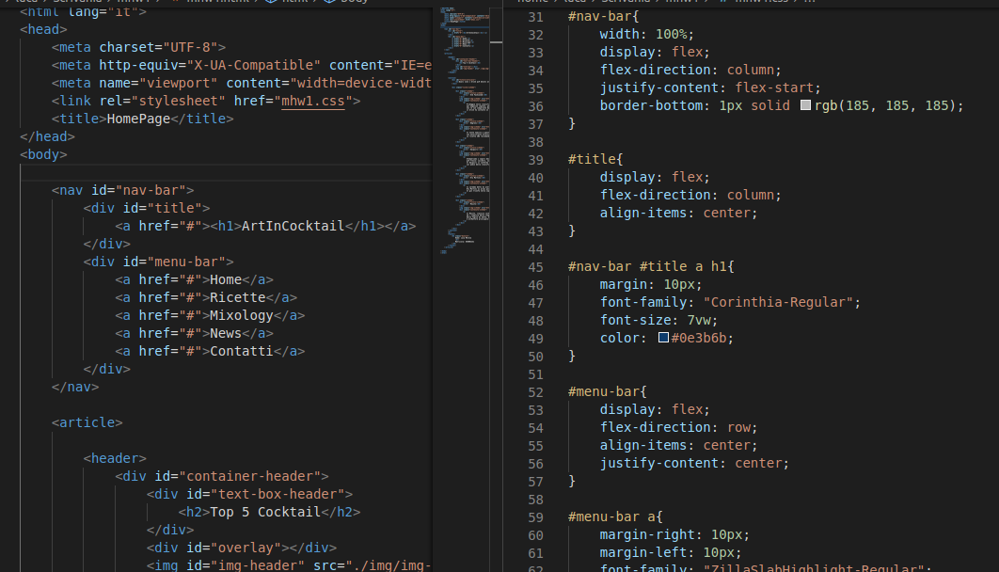 <html lang="it">
<head>
<meta charset="UTF-8">
<meta http-equiv="X-UA-Compatible" content="IE=e
<meta name="viewport" content="width=device-widt
<link rel="stylesheet" href="mhw1.css">
<title>HomePage</title>
</head>
<body>
<nav id="nav-bar">
<div id="title">
<a href="#"><h1>ArtInCocktail</h1></a>
</div>
<div id="menu-bar">
<a href="#">Home</a>
<a href="#">Ricette</a>
<a href="#">Mixology</a>
<a href="#">News</a>
<a href="#">Contatti</a>
</div>
</nav>
<article>
<header>
<div id="container-header">
<div id="text-box-header">
<h2>Top 5 Cocktail</h2>
</div>
<div id="overlay"></div>
<img id="img-header" src="./img/img-
31 #nav-bar{
32 width: 100%;
33 display: flex;
34 flex-direction: column;
35 justify-content: flex-start;
36 border-bottom: 1px solid rgb(185, 185, 185);
37 }
38
39 #title{
40 display: flex;
41 flex-direction: column;
42 align-items: center;
43 }
44
45 #nav-bar #title a h1{
46 margin: 10px;
47 font-family: "Corinthia-Regular";
48 font-size: 7vw;
49 color: #0e3b6b;
50 }
51
52 #menu-bar{
53 display: flex;
54 flex-direction: row;
55 align-items: center;
56 justify-content: center;
57 }
58
59 #menu-bar a{
60 margin-right: 10px;
61 margin-left: 10px;
62 font-family: "ZillaSlabHighlight-Regular";